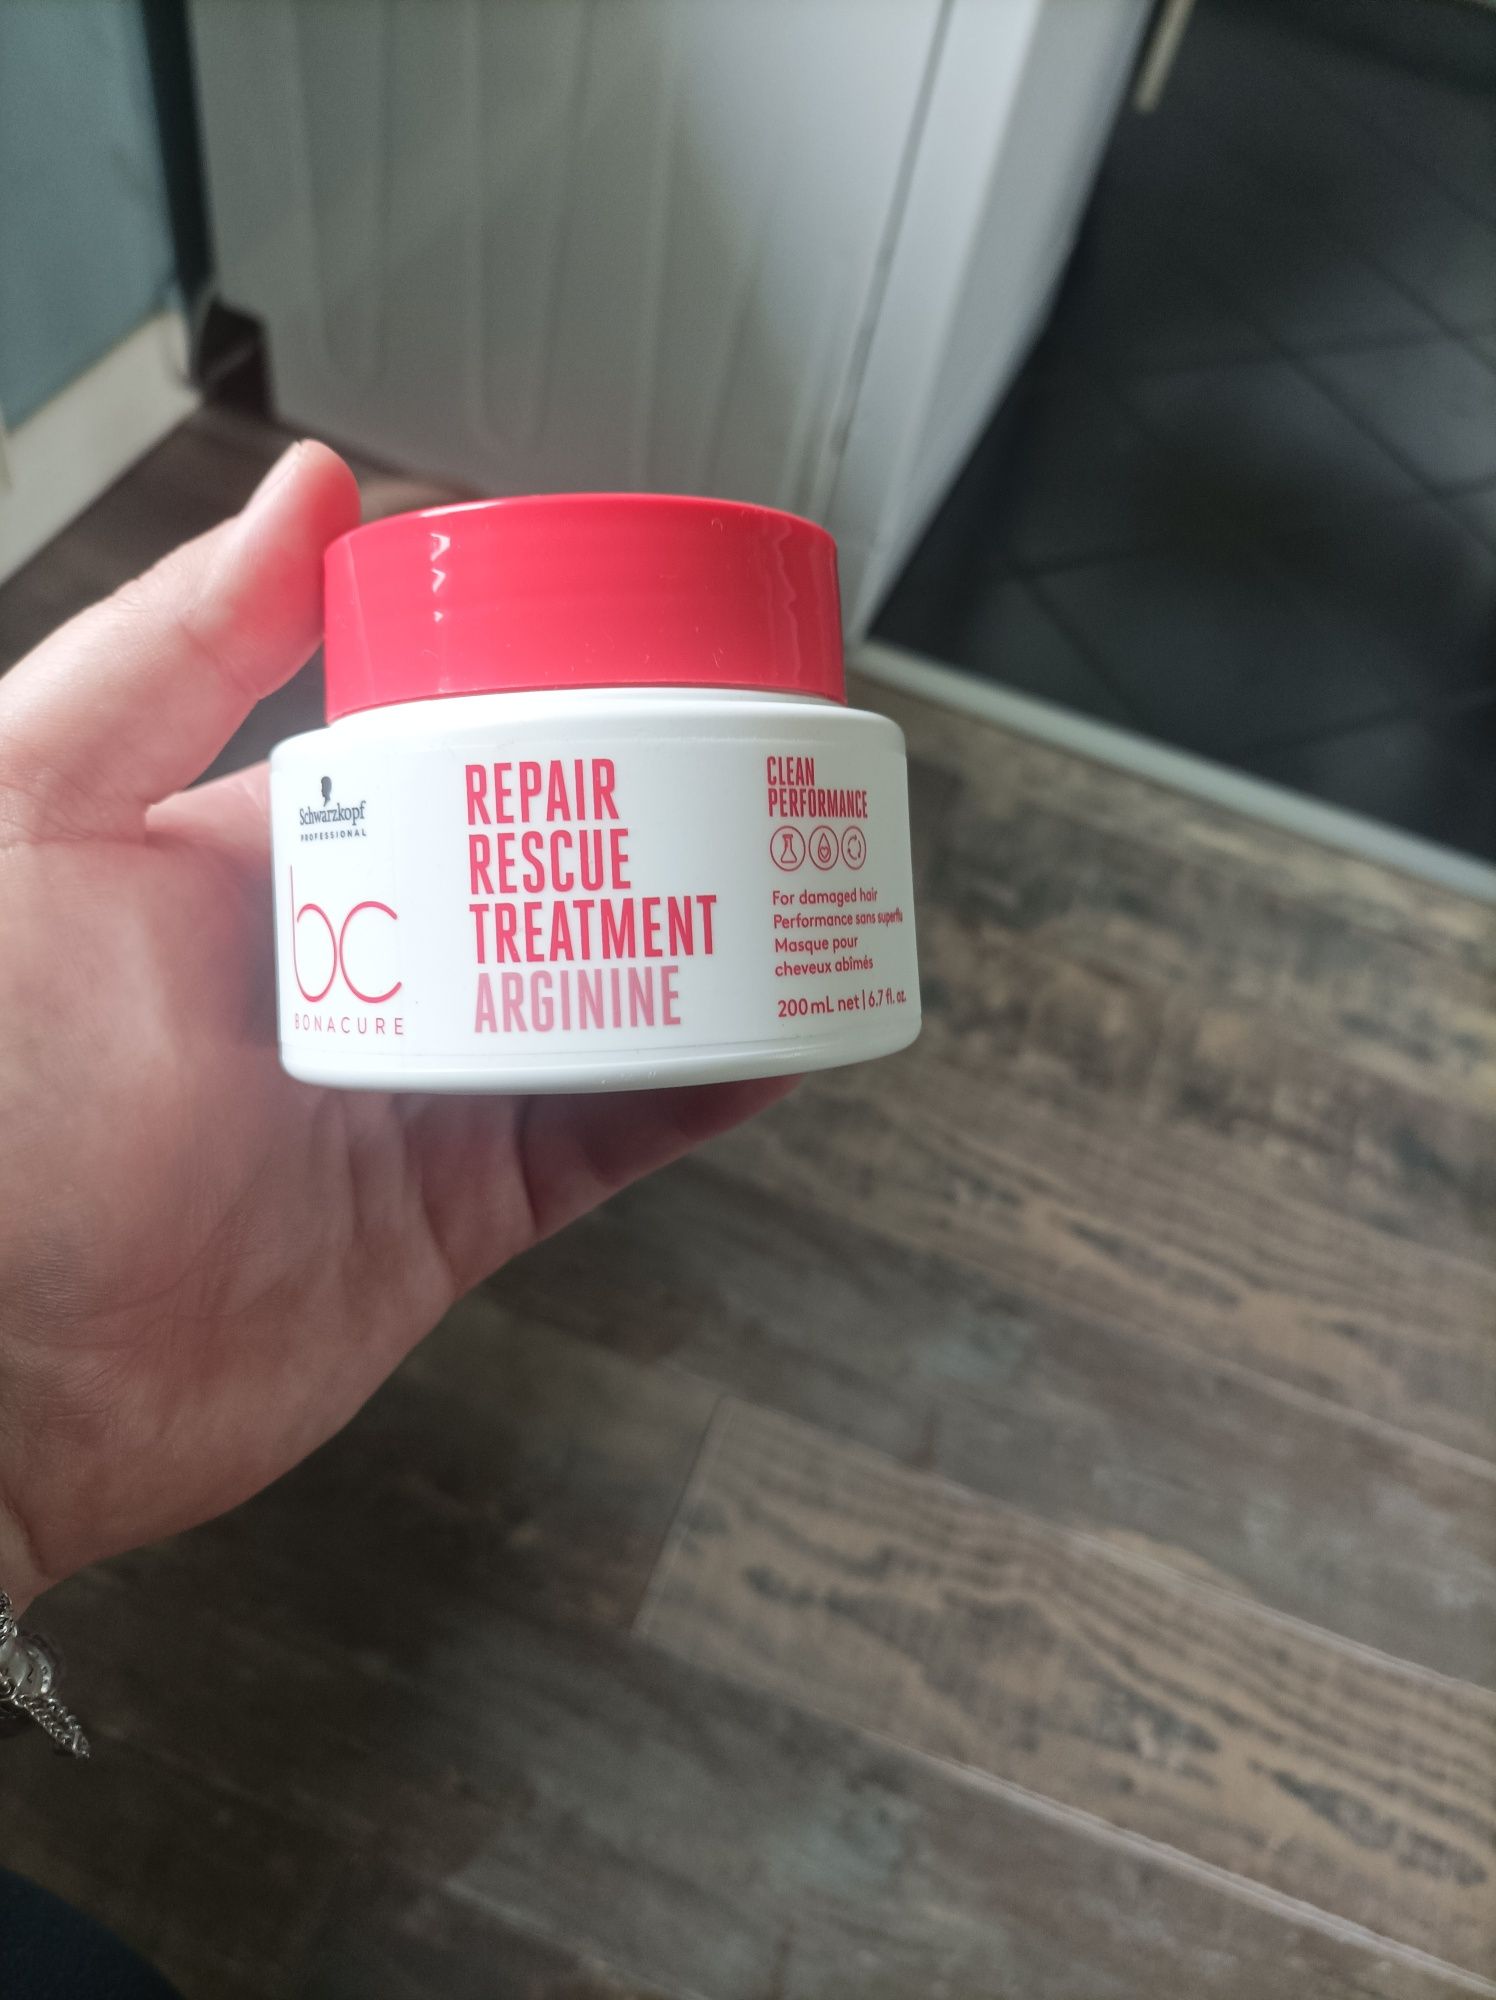 Schwarzkopf
PROFESSIONAL
bc
BONACURE
REPAIR
RESCUE
TREATMENT
ARGININE
CLEAN
PERFORMANCE
For damaged hair
Performance sans superflu
Masque pour
cheveux abîmés
200 mL net | 6.7 fl. oz.